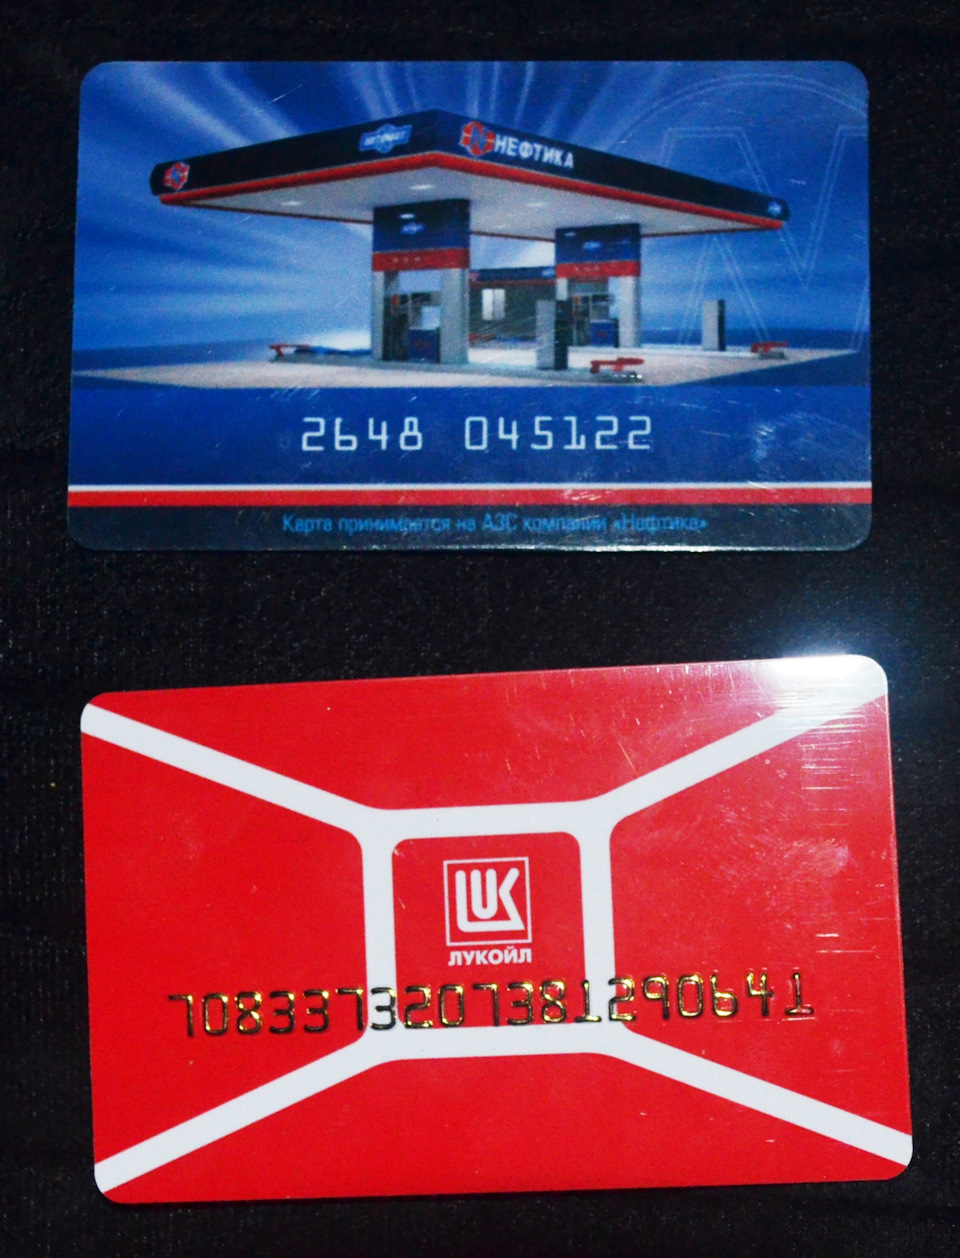 НЕФТИКА
2648 045122
Карта принимается на АЗС компании «Нефтика»
LUK
ЛУКОЙЛ
7083373207381290641